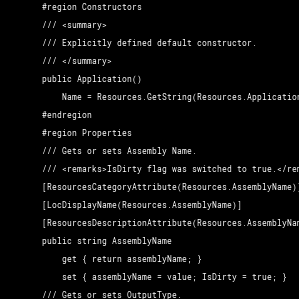 #region Constructors
/// <summary>
/// Explicitly defined default constructor.
/// </summary>
public Application()
Name = Resources.GetString(Resources.Application
#endregion
#region Properties
/// Gets or sets Assembly Name.
/// <remarks>IsDirty flag was switched to true.</rem
[ResourcesCategoryAttribute(Resources.AssemblyName)]
[LocDisplayName(Resources.AssemblyName)]
[ResourcesDescriptionAttribute(Resources.AssemblyNam
public string AssemblyName
get { return assemblyName; }
set { assemblyName = value; IsDirty = true; }
/// Gets or sets OutputType.